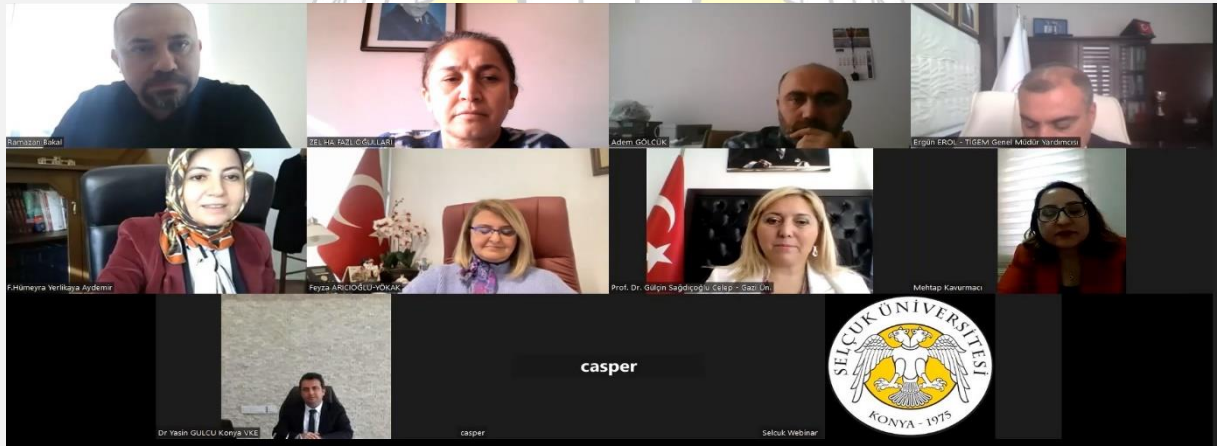 Ramazan Bakal
ZELİHA FAZLIOĞULLARI
Adem GÖLCÜK
Ergün EROL - TİGEM Genel Müdür Yardımcısı
F.Hümeyra Yerlikaya Aydemir
Feyza ARICIOĞLU-YÖKAK
Prof. Dr. Gülçin Sağdıçoğlu Celep - Gazi Ün.
Mehtap Kavurmacı
Dr Yasin GULCU Konya VKE
casper
casper
SELÇUK ÜNİVERSİTESİ
KONYA - 1975
Selcuk Webinar